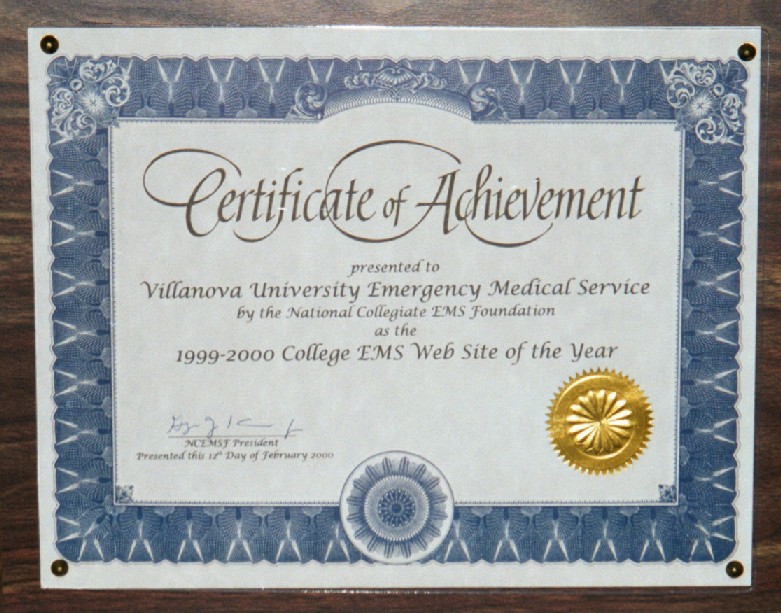 Certificate of Achievement
presented to
Villanova University Emergency Medical Service
by the National Collegiate EMS Foundation
as the
1999-2000 College EMS Web Site of the Year
NCEMSF President
Presented this 12th Day of February 2000